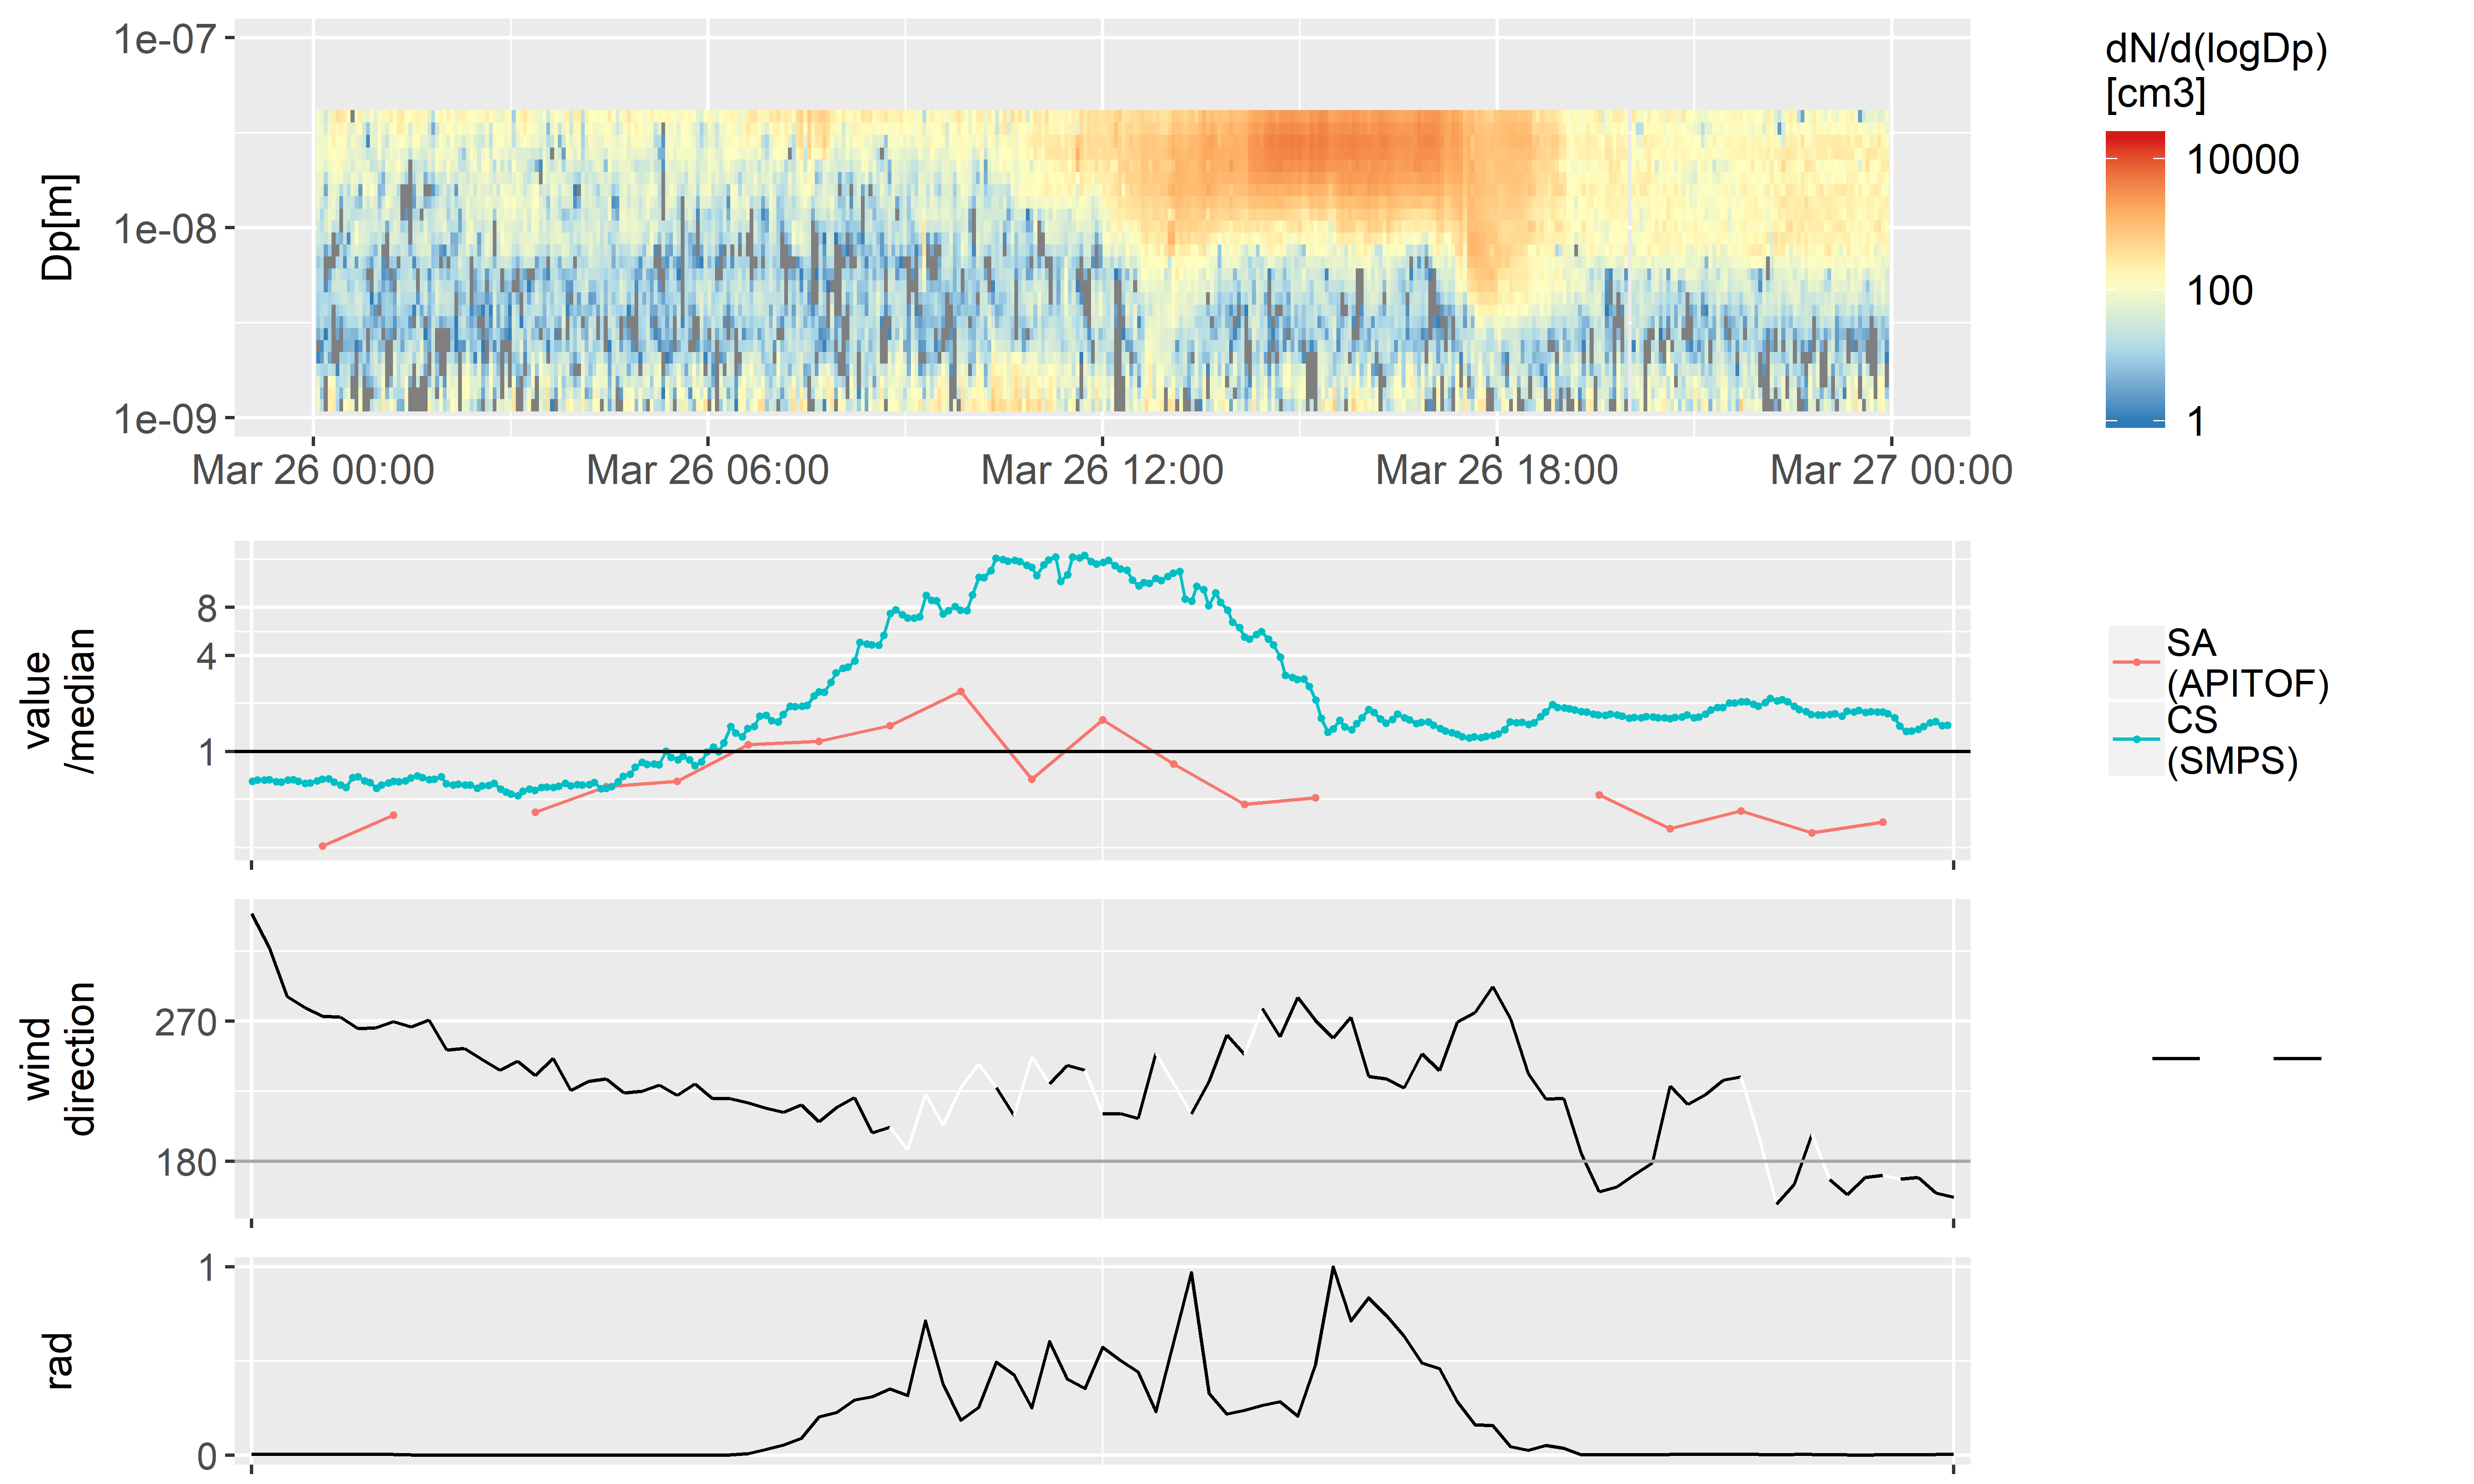 dN/d(logDp)
[cm3]
10000
100
1
Dp[m]
1e-07
1e-08
1e-09
Mar 26 00:00
Mar 26 06:00
Mar 26 12:00
Mar 26 18:00
Mar 27 00:00
value
/median
8
4
1
SA
(APITOF)
CS
(SMPS)
wind
direction
270
180
rad
1
0